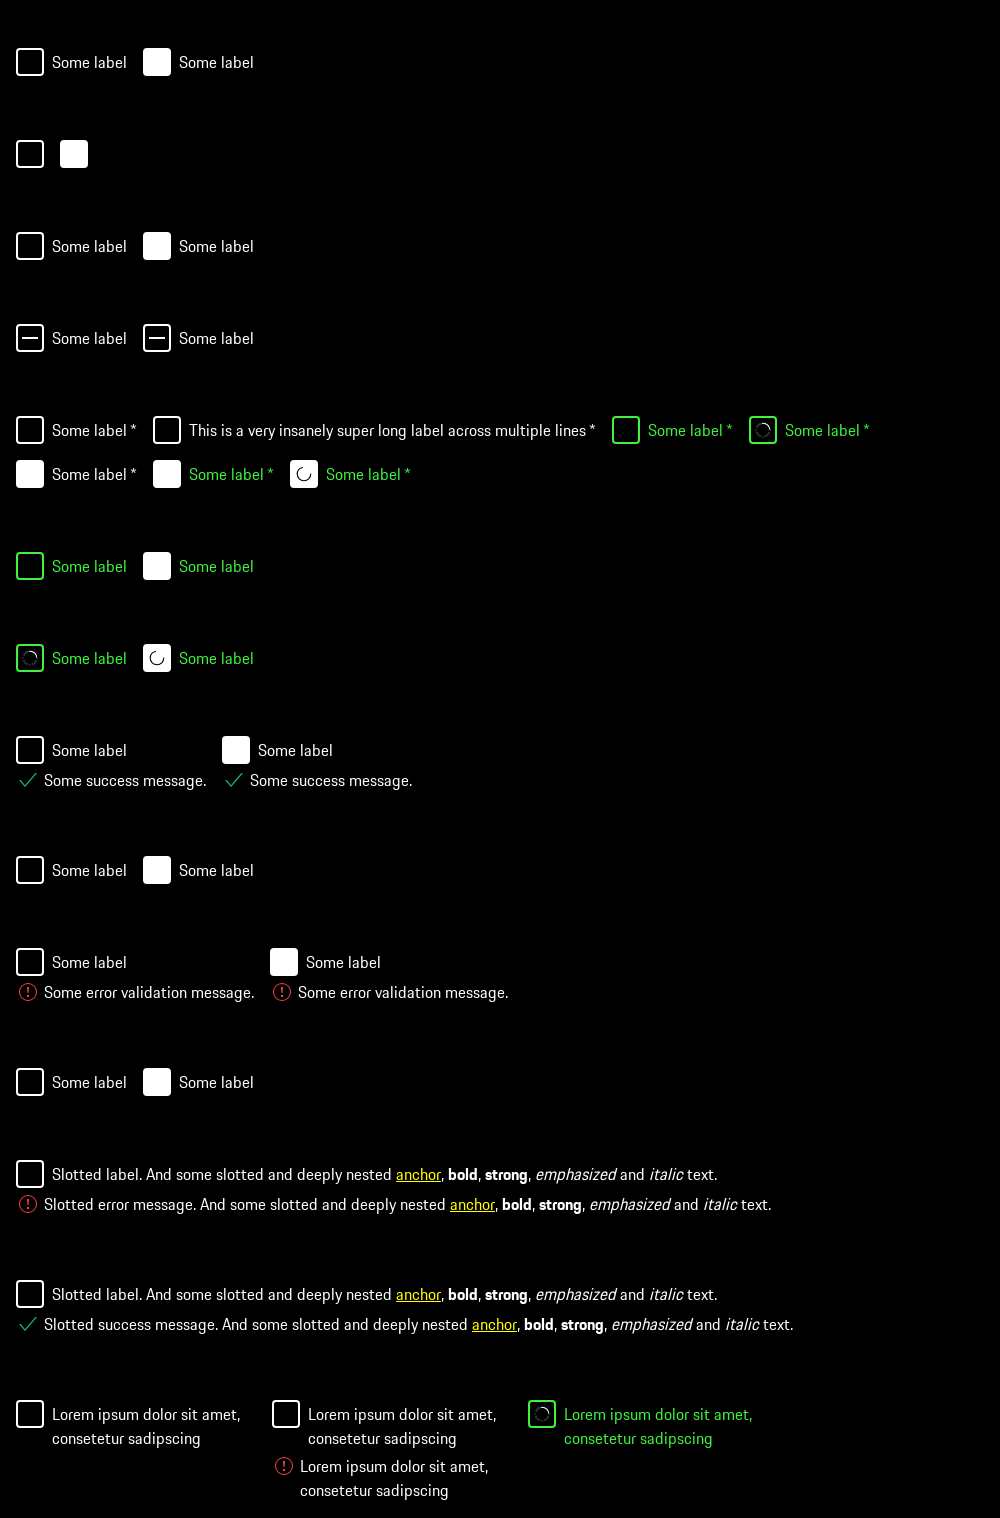 Some label Some label
Some label Some label
Some label Some label
Some label * This is a very insanely super long label across multiple lines * Some label * Some label *
Some label * Some label * Some label *
Some label Some label
Some label Some label
Some label Some label
Some success message. Some success message.
Some label Some label
Some label Some label
Some error validation message. Some error validation message.
Some label Some label
Slotted label. And some slotted and deeply nested anchor, bold, strong, emphasized and italic text.
Slotted error message. And some slotted and deeply nested anchor, bold, strong, emphasized and italic text.
Slotted label. And some slotted and deeply nested anchor, bold, strong, emphasized and italic text.
Slotted success message. And some slotted and deeply nested anchor, bold, strong, emphasized and italic text.
Lorem ipsum dolor sit amet, Lorem ipsum dolor sit amet, Lorem ipsum dolor sit amet,
consetetur sadipscing consetetur sadipscing consetetur sadipscing
Lorem ipsum dolor sit amet,
consetetur sadipscing